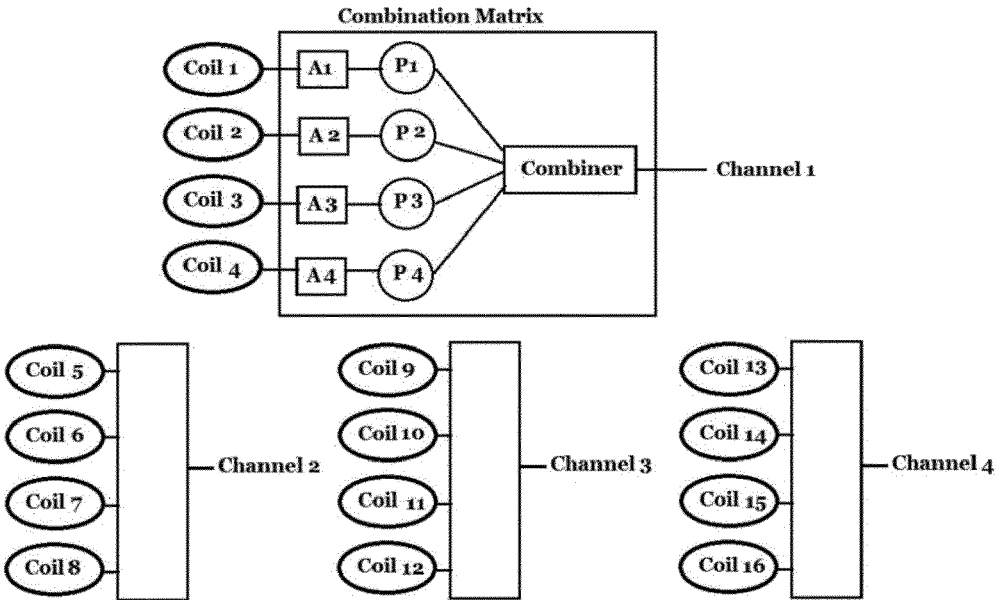 Combination Matrix
Coil 1
A1
P1
Coil 2
A 2
P 2
Combiner
Channel 1
Coil 3
A 3
P 3
Coil 4
A 4
P 4
Coil 5
Coil 6
Coil 7
Coil 8
Channel 2
Coil 9
Coil 10
Coil 11
Coil 12
Channel 3
Coil 13
Coil 14
Coil 15
Coil 16
Channel 4